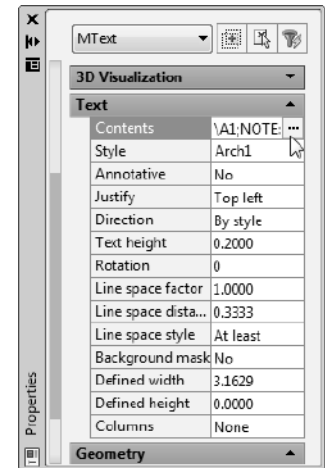 MText
3D Visualization
Text
Contents \A1;NOTE: ...
Style Arch1
Annotative No
Justify Top left
Direction By style
Text height 0.2000
Rotation 0
Line space factor 1.0000
Line space dista... 0.3333
Line space style At least
Background mask No
Defined width 3.1629
Defined height 0.0000
Columns None
Geometry
Properties